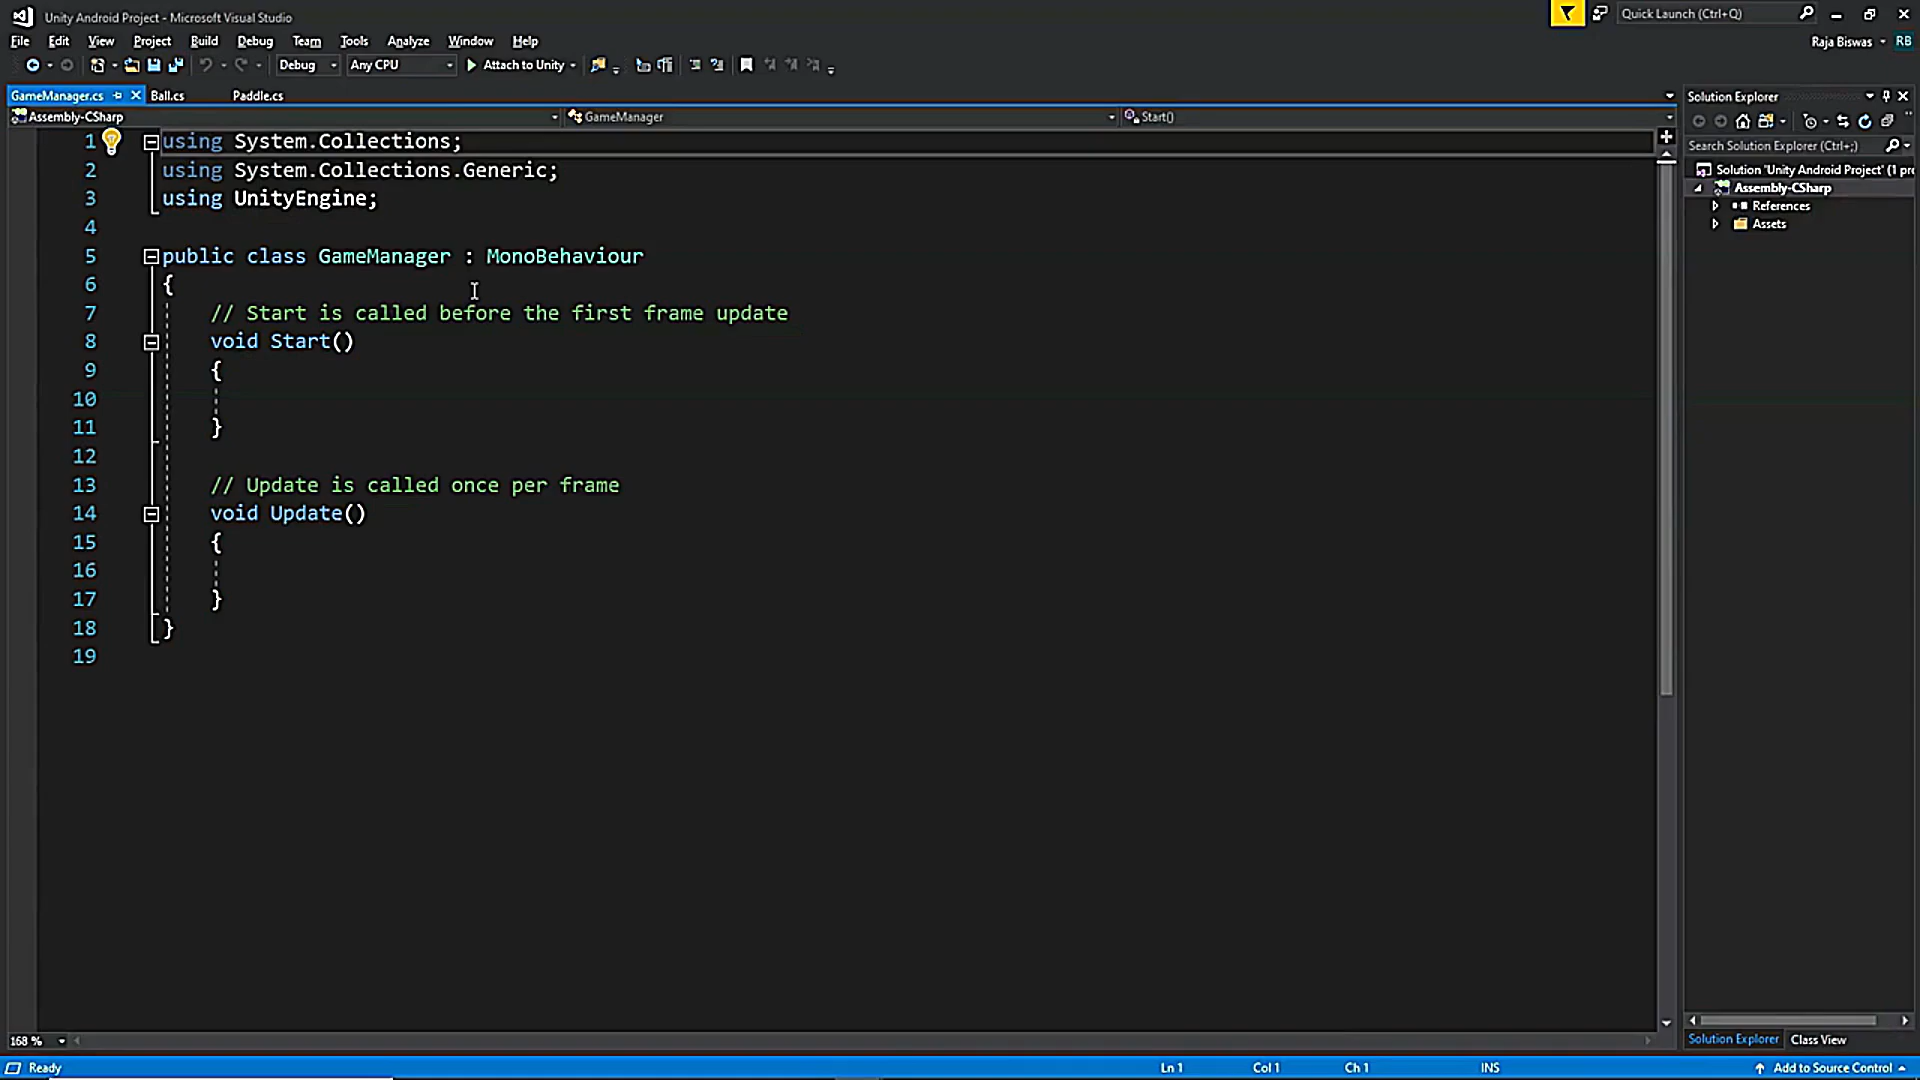 Unity Android Project - Microsoft Visual Studio
Quick Launch (Ctrl+Q)
File Edit View Project Build Debug Team Tools Analyze Window Help
Raja Biswas RB
Debug Any CPU Attach to Unity
GameManager.cs Ball.cs Paddle.cs
Solution Explorer
Assembly-CSharp GameManager Start()
Search Solution Explorer (Ctrl+;)
Solution 'Unity Android Project' (1 pro
Assembly-CSharp
References
Assets
1 using System.Collections;
2 using System.Collections.Generic;
3 using UnityEngine;
4
5 public class GameManager : MonoBehaviour
6 {
7 // Start is called before the first frame update
8 void Start()
9 {
10
11 }
12
13 // Update is called once per frame
14 void Update()
15 {
16
17 }
18 }
19
168 %
Solution Explorer Class View
Ready Ln 1 Col 1 Ch 1 INS Add to Source Control